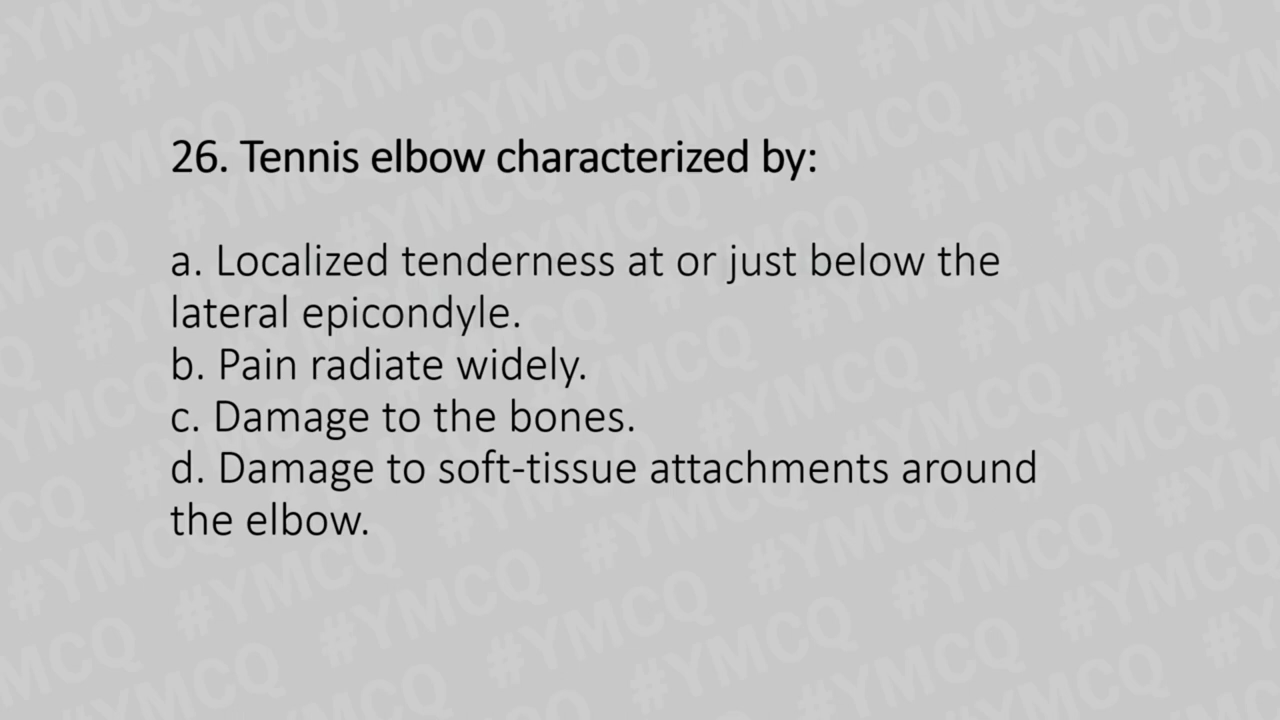 26. Tennis elbow characterized by:
a. Localized tenderness at or just below the
lateral epicondyle.
b. Pain radiate widely.
c. Damage to the bones.
d. Damage to soft-tissue attachments around
the elbow.
#YMCQ